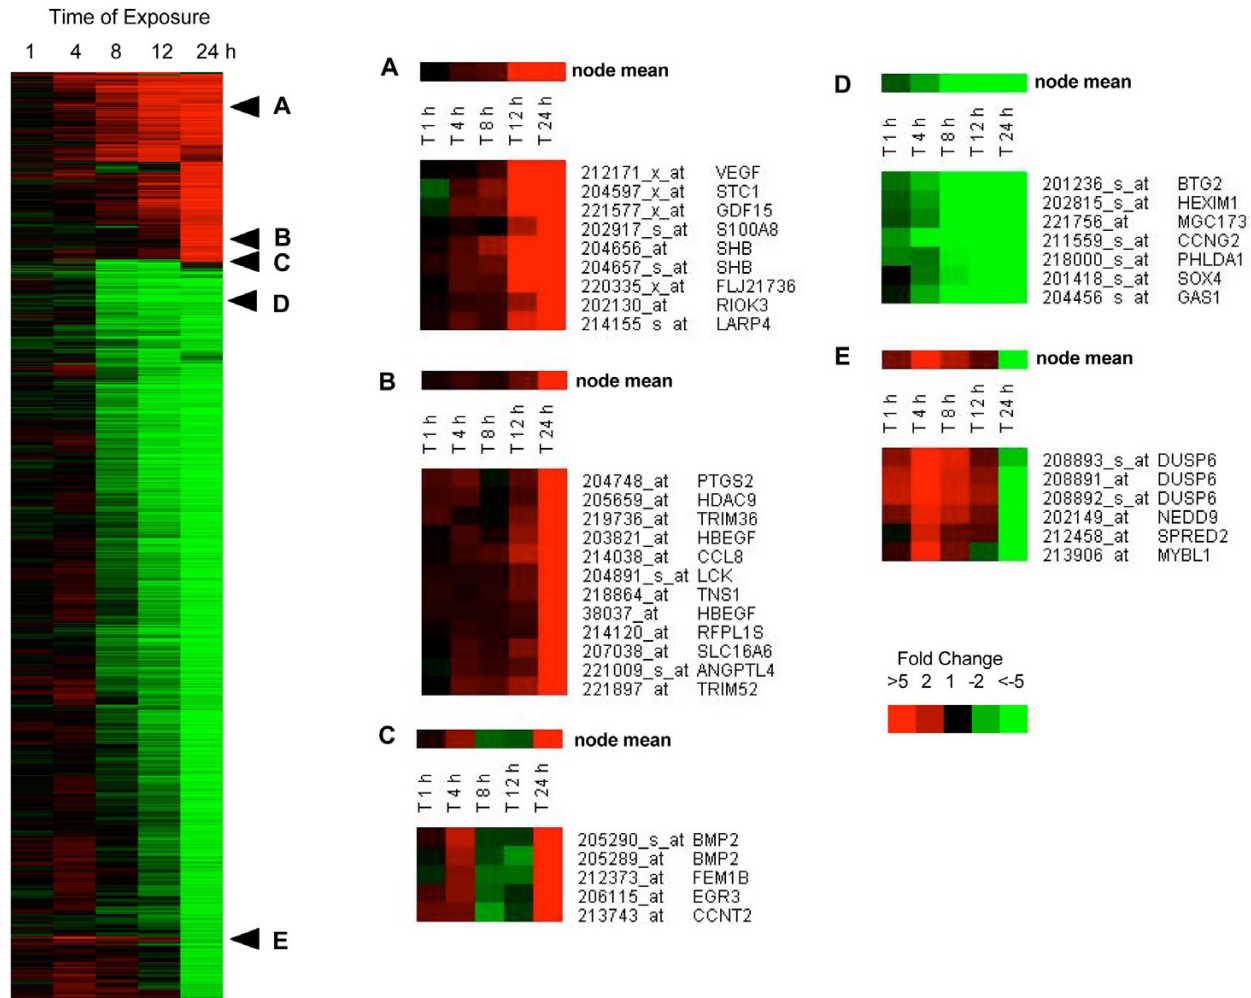 Time of Exposure
1 4 8 12 24 h
A
B
C
D
E
A node mean
T 1 h T 4 h T 8 h T 12 h T 24 h
212171_x_at VEGF
204597_x_at STC1
221577_x_at GDF15
202917_s_at S100A8
204656_at SHB
204657_s_at SHB
220335_x_at FLJ21736
202130_at RIOK3
214155_s_at LARP4
B node mean
T 1 h T 4 h T 8 h T 12 h T 24 h
204748_at PTGS2
205659_at HDAC9
219736_at TRIM36
203821_at HBEGF
214038_at CCL8
204891_s_at LCK
218864_at TNS1
38037_at HBEGF
214120_at RFPL1S
207038_at SLC16A6
221009_s_at ANGPTL4
221897_at TRIM52
C node mean
T 1 h T 4 h T 8 h T 12 h T 24 h
205290_s_at BMP2
205289_at BMP2
212373_at FEM1B
206115_at EGR3
213743_at CCNT2
D node mean
T 1 h T 4 h T 8 h T 12 h T 24 h
201236_s_at BTG2
202815_s_at HEXIM1
221756_at MGC173
211559_s_at CCNG2
218000_s_at PHLDA1
201418_s_at SOX4
204456_s_at GAS1
E node mean
T 1 h T 4 h T 8 h T 12 h T 24 h
208893_s_at DUSP6
208891_at DUSP6
208892_s_at DUSP6
202149_at NEDD9
212458_at SPRED2
213906_at MYBL1
Fold Change
>5 2 1 -2 <-5